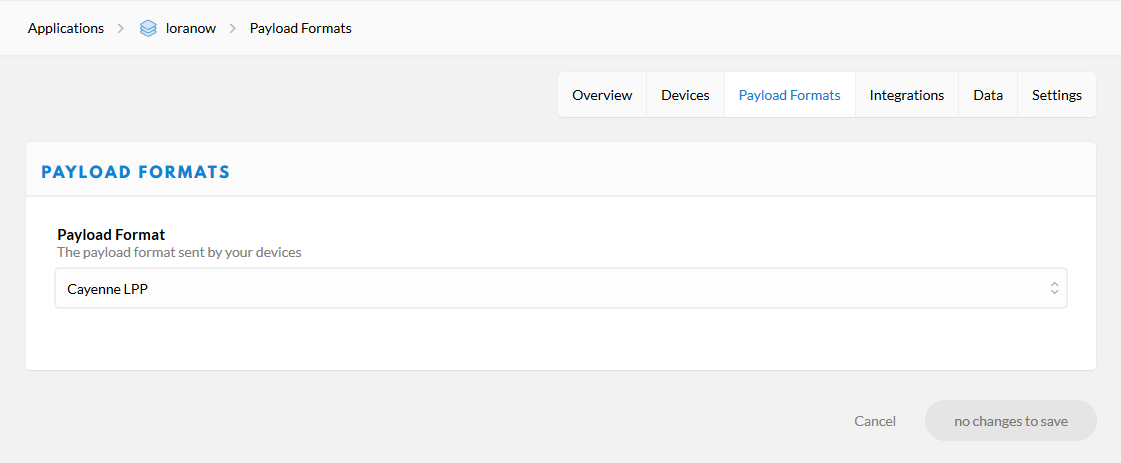 Applications > loranow > Payload Formats
Overview Devices Payload Formats Integrations Data Settings
PAYLOAD FORMATS
Payload Format
The payload format sent by your devices
Cayenne LPP
Cancel no changes to save